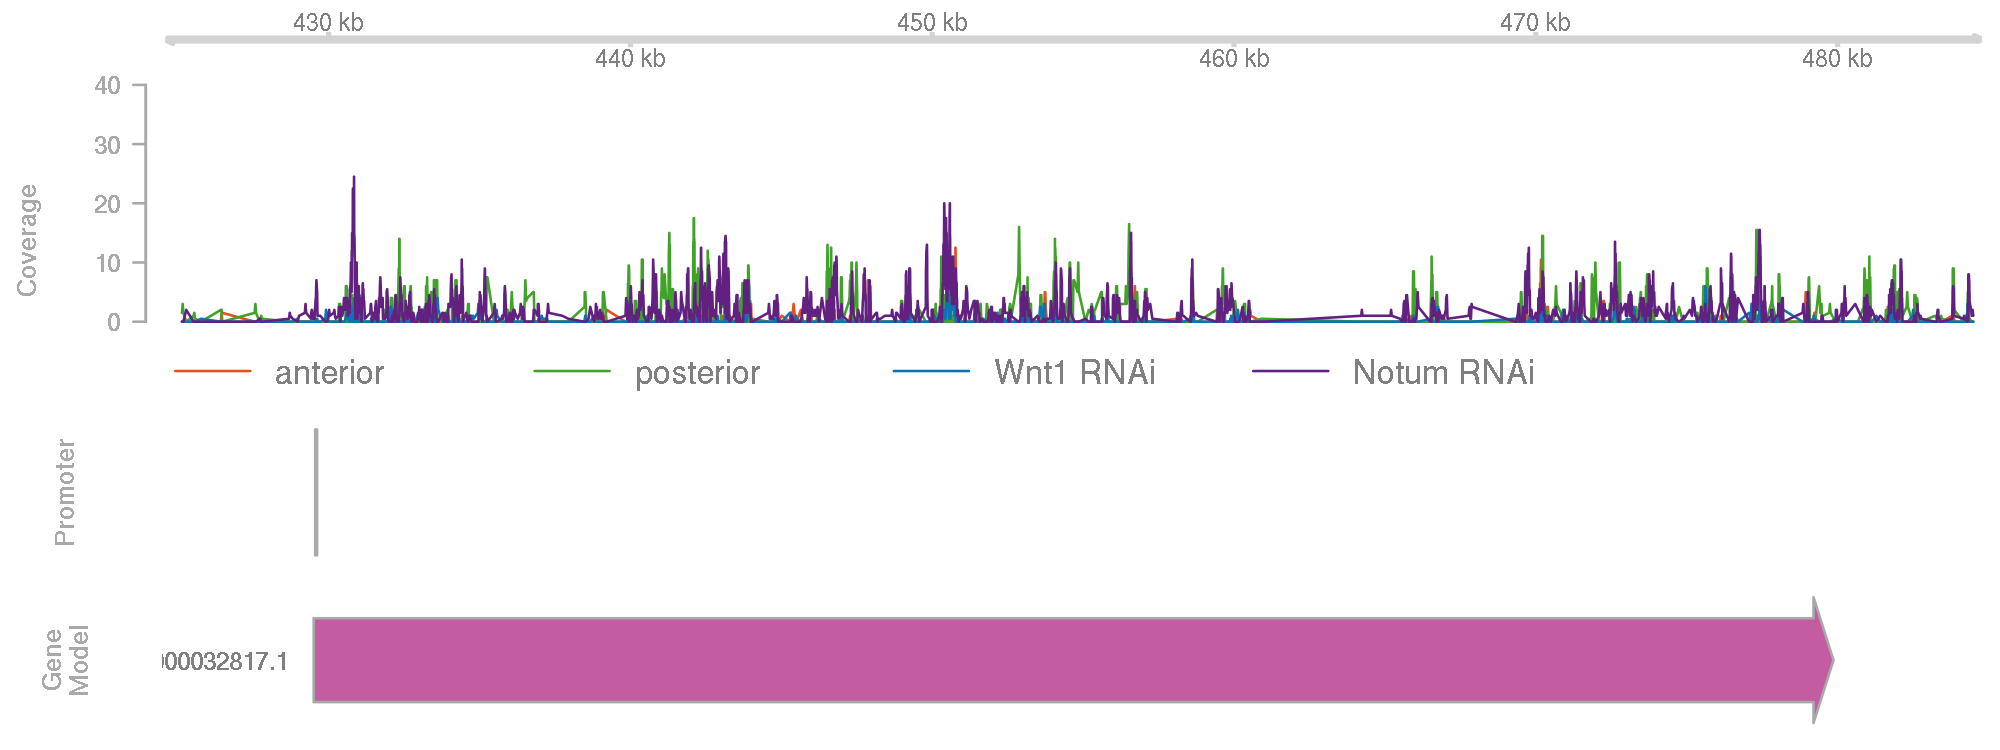 430 kb 450 kb 470 kb
440 kb 460 kb 480 kb
40
30
20
10
0
Coverage
anterior posterior Wnt1 RNAi Notum RNAi
Promoter
Gene
Model
000032817.1